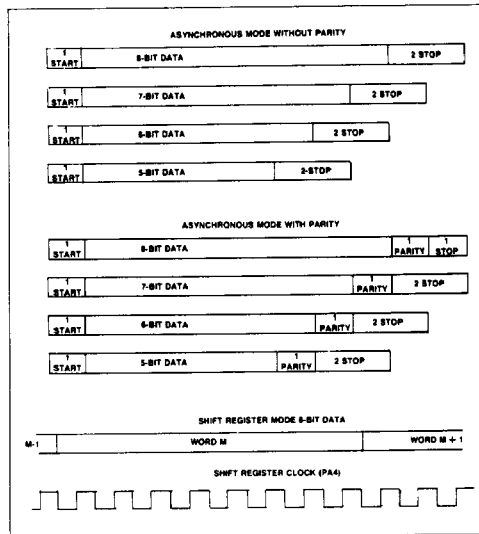 ASYNCHRONOUS MODE WITHOUT PARITY
1 START 8-BIT DATA 2 STOP
1 START 7-BIT DATA 2 STOP
1 START 6-BIT DATA 2 STOP
1 START 5-BIT DATA 2-STOP
ASYNCHRONOUS MODE WITH PARITY
1 START 8-BIT DATA 1 PARITY 1 STOP
1 START 7-BIT DATA 1 PARITY 2 STOP
1 START 6-BIT DATA 1 PARITY 2 STOP
1 START 5-BIT DATA 1 PARITY 2 STOP
SHIFT REGISTER MODE 8-BIT DATA
M-1 WORD M WORD M + 1
SHIFT REGISTER CLOCK (PA4)